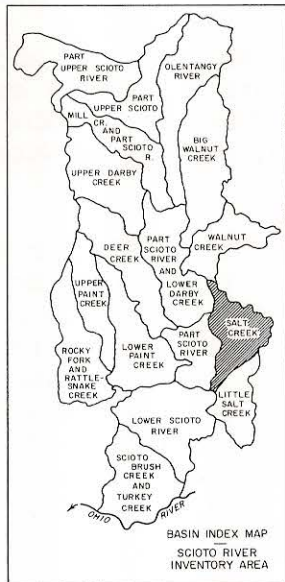 PART
UPPER SCIOTO
RIVER
OLENTANGY
RIVER
PART
UPPER SCIOTO
MILL
CR. AND
PART
SCIOTO
R.
BIG
WALNUT
CREEK
UPPER DARBY
CREEK
WALNUT
CREEK
DEER
CREEK
PART
SCIOTO
RIVER
AND
LOWER
DARBY
CREEK
UPPER
PAINT
CREEK
SALT
CREEK
PART
SCIOTO
RIVER
LOWER
PAINT
CREEK
ROCKY
FORK
AND
RATTLE-
SNAKE
CREEK
LITTLE
SALT
CREEK
LOWER SCIOTO
RIVER
SCIOTO
BRUSH
CREEK
AND
TURKEY
CREEK
OHIO
RIVER
BASIN INDEX MAP
SCIOTO RIVER
INVENTORY AREA